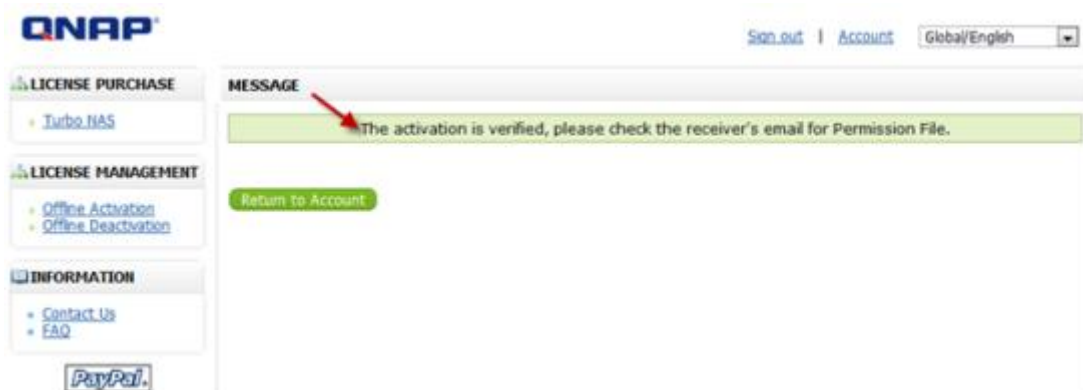 QNAP
Sign out | Account Global/English
LICENSE PURCHASE
Turbo NAS
LICENSE MANAGEMENT
Offline Activation
Offline Deactivation
INFORMATION
Contact Us
FAQ
PayPal.
MESSAGE
The activation is verified, please check the receiver's email for Permission File.
Return to Account